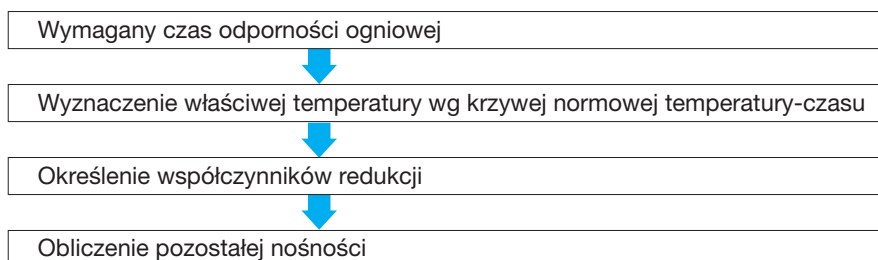 Wymagany czas odporności ogniowej
Wyznaczenie właściwej temperatury wg krzywej normowej temperatury-czasu
Określenie współczynników redukcji
Obliczenie pozostałej nośności